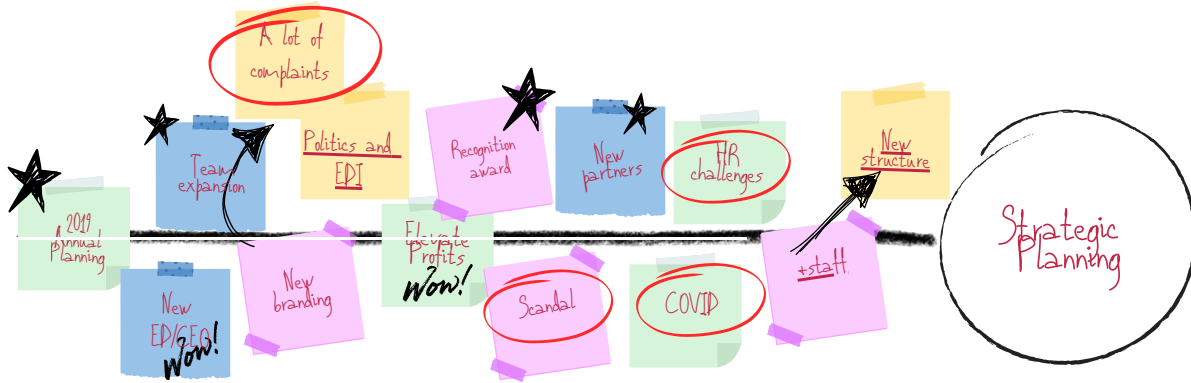 A lot of
complaints
Politics and
EDI
Team
expansion
2019
Annual
Planning
New
ED/CEO
Wow!
New
branding
Elevate
Profits
Wow!
Recognition
award
Scandal
New
partners
HR
challenges
COVID
+staff
New
structure
Strategic
Planning